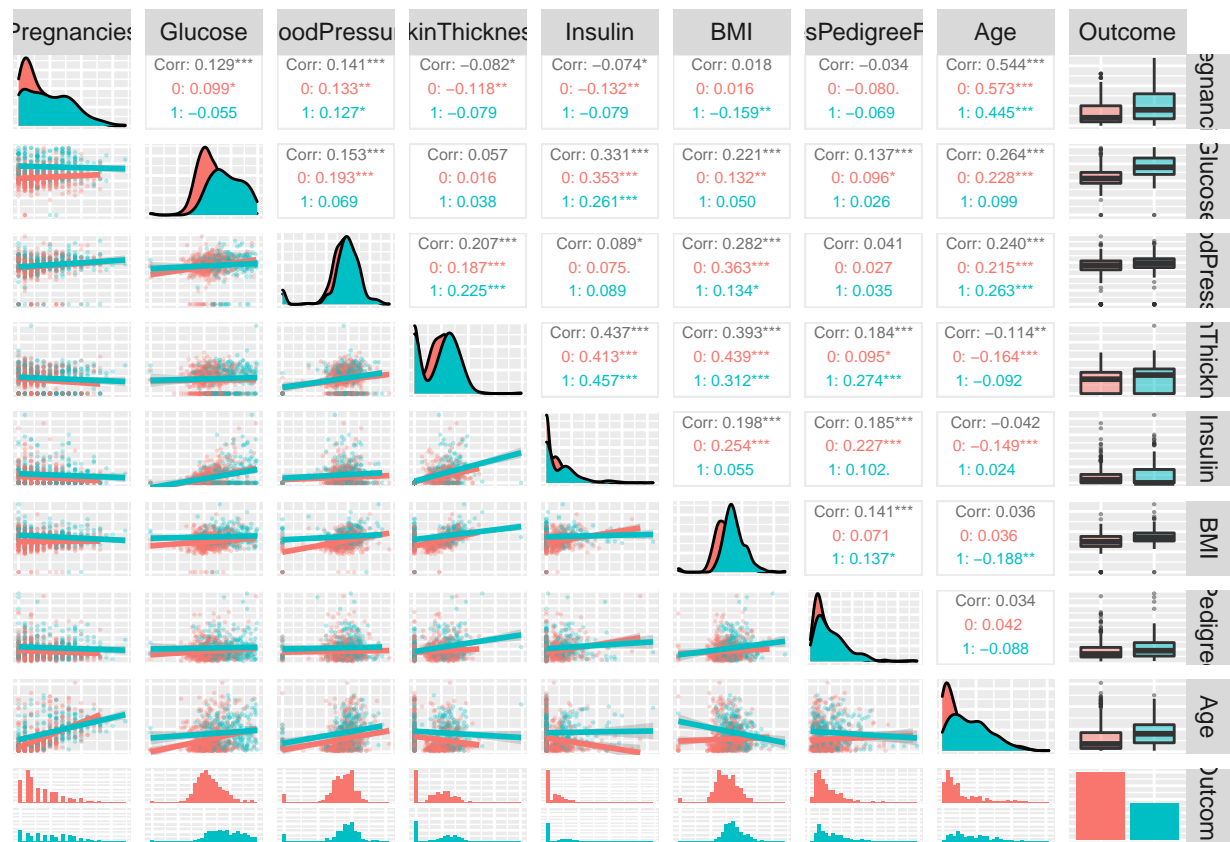 Pregnancies Glucose oodPressu kinThicknes Insulin BMI sPedigreeF Age Outcome
Corr: 0.129*** Corr: 0.141*** Corr: −0.082* Corr: −0.074* Corr: 0.018 Corr: −0.034 Corr: 0.544***
0: 0.099* 0: 0.133** 0: −0.118** 0: −0.132** 0: 0.016 0: −0.080. 0: 0.573***
1: −0.055 1: 0.127* 1: −0.079 1: −0.079 1: −0.159** 1: −0.069 1: 0.445***
egnanci
Corr: 0.153*** Corr: 0.057 Corr: 0.331*** Corr: 0.221*** Corr: 0.137*** Corr: 0.264***
0: 0.193*** 0: 0.016 0: 0.353*** 0: 0.132** 0: 0.096* 0: 0.228***
1: 0.069 1: 0.038 1: 0.261*** 1: 0.050 1: 0.026 1: 0.099
Glucose
Corr: 0.207*** Corr: 0.089* Corr: 0.282*** Corr: 0.041 Corr: 0.240***
0: 0.187*** 0: 0.075. 0: 0.363*** 0: 0.027 0: 0.215***
1: 0.225*** 1: 0.089 1: 0.134* 1: 0.035 1: 0.263***
odPress
Corr: 0.437*** Corr: 0.393*** Corr: 0.184*** Corr: −0.114**
0: 0.413*** 0: 0.439*** 0: 0.095* 0: −0.164***
1: 0.457*** 1: 0.312*** 1: 0.274*** 1: −0.092
nThickn
Corr: 0.198*** Corr: 0.185*** Corr: −0.042
0: 0.254*** 0: 0.227*** 0: −0.149***
1: 0.055 1: 0.102. 1: 0.024
Insulin
Corr: 0.141*** Corr: 0.036
0: 0.071 0: 0.036
1: 0.137* 1: −0.188**
BMI
Corr: 0.034
0: 0.042
1: −0.088
Pedigre
Age
Outcom